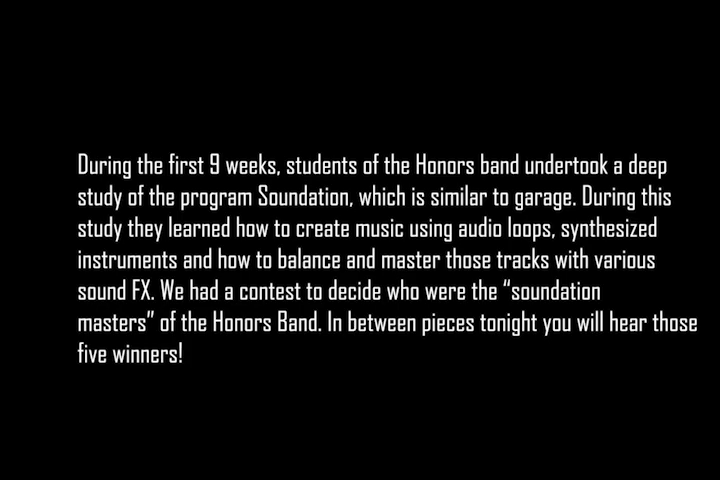 During the first 9 weeks, students of the Honors band undertook a deep
study of the program Soundation, which is similar to garage. During this
study they learned how to create music using audio loops, synthesized
instruments and how to balance and master those tracks with various
sound FX. We had a contest to decide who were the “soundation
masters” of the Honors Band. In between pieces tonight you will hear those
five winners!